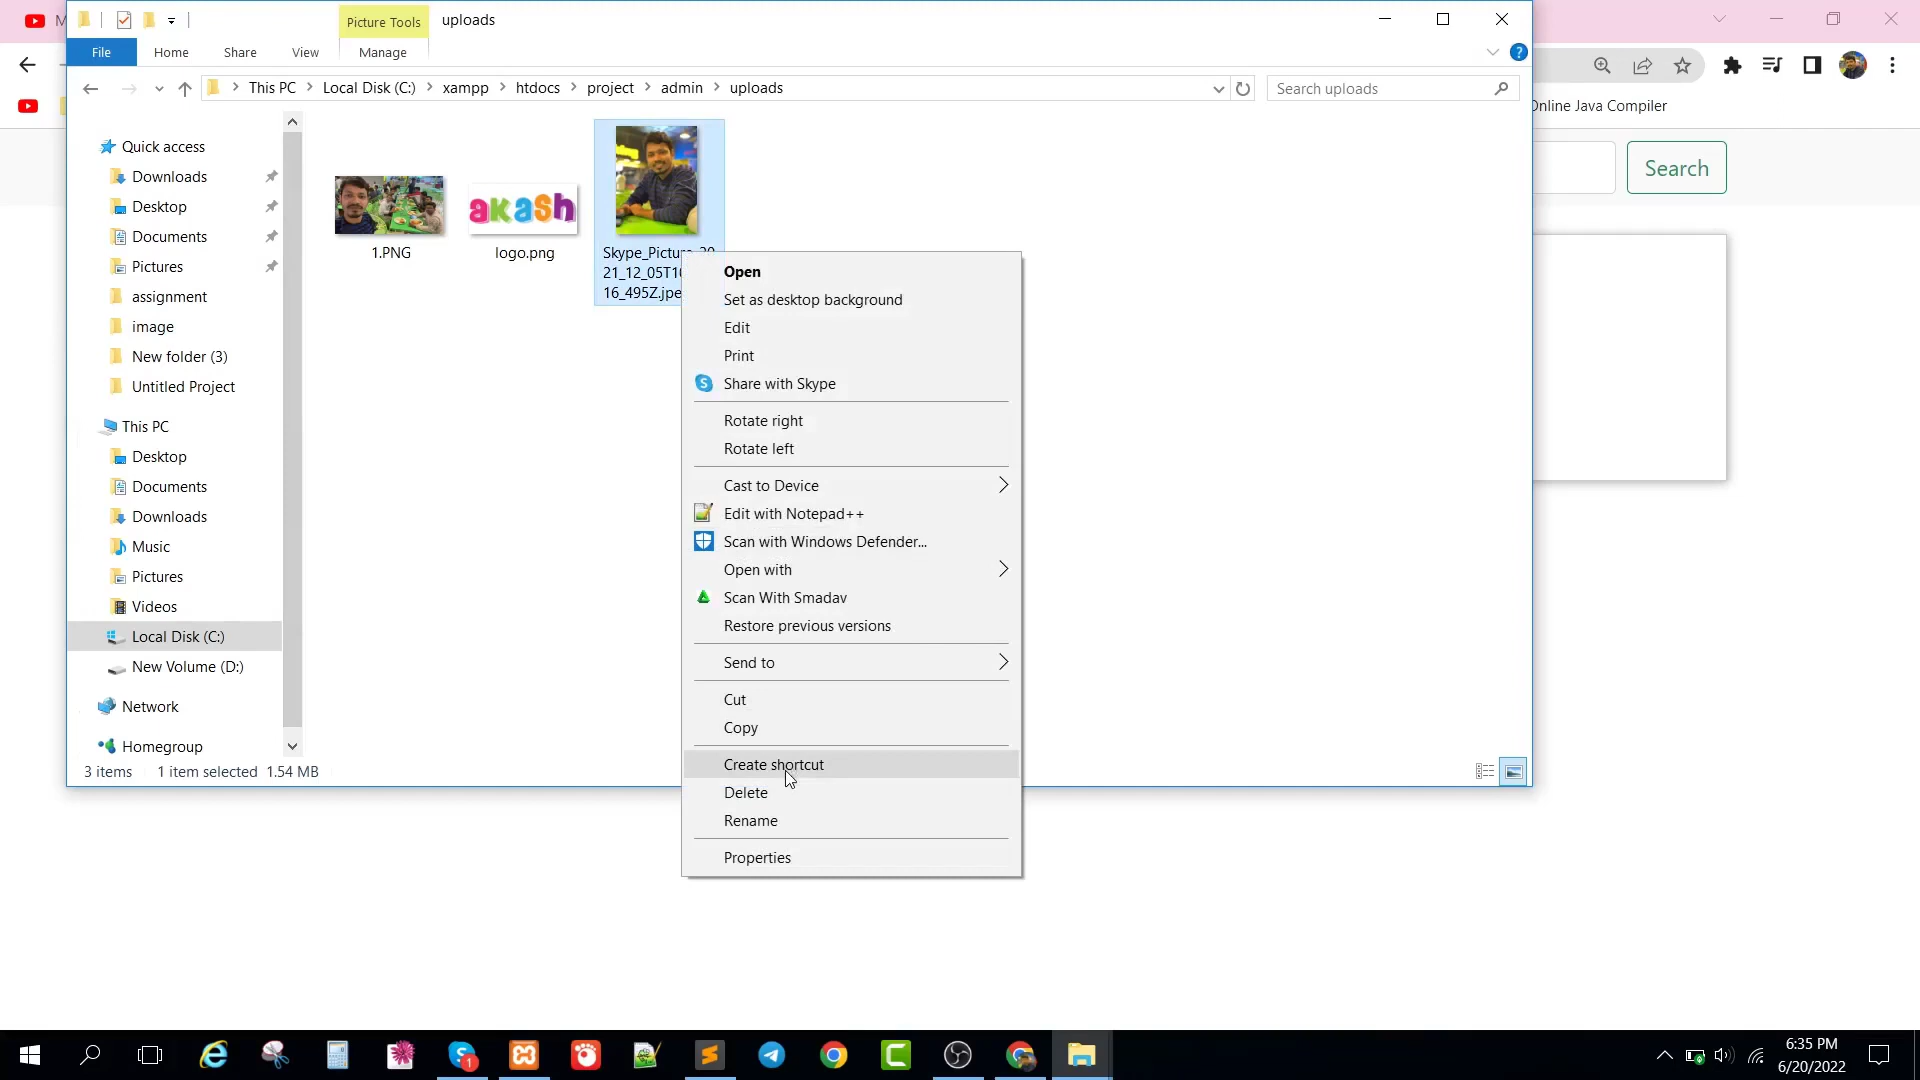 M
Picture Tools
uploads
File
Home
Share
View
Manage
This PC
Local Disk (C:)
xampp
htdocs
project
admin
uploads
Search uploads
Online Java Compiler
Search
Quick access
Downloads
Desktop
Documents
Pictures
assignment
image
New folder (3)
Untitled Project
This PC
Desktop
Documents
Downloads
Music
Pictures
Videos
Local Disk (C:)
New Volume (D:)
Network
Homegroup
akash
1.PNG
logo.png
Open
Set as desktop background
Edit
Print
Share with Skype
Rotate right
Rotate left
Cast to Device
Edit with Notepad++
Scan with Windows Defender...
Open with
Scan With Smadav
Restore previous versions
Send to
Cut
Copy
Create shortcut
Delete
Rename
Properties
3 items
1 item selected
1.54 MB
6:35 PM
6/20/2022